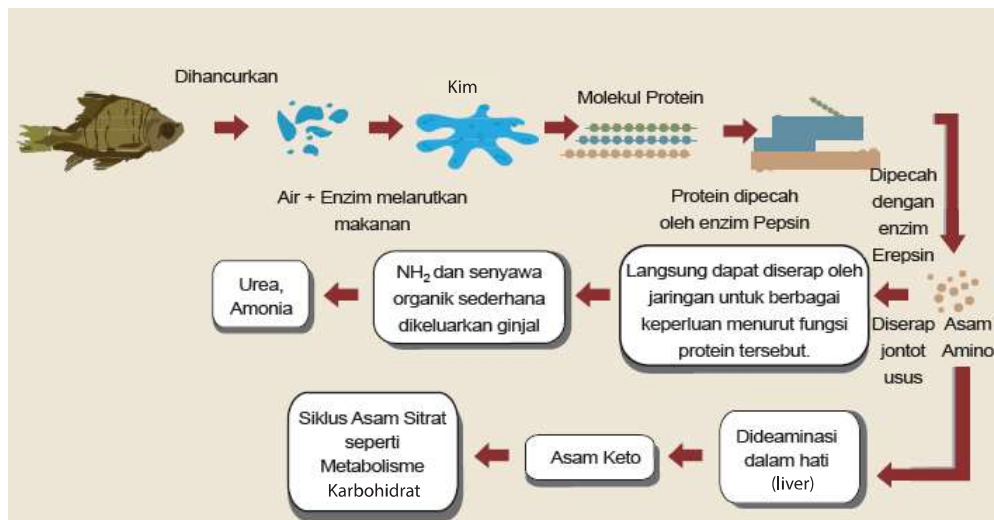 Dihancurkan
Kim
Molekul Protein
Air + Enzim melarutkan
makanan
Protein dipecah
oleh enzim Pepsin
Dipecah
dengan
enzim
Erepsin
Asam
Amino
Diserap
jontot
usus
Langsung dapat diserap oleh
jaringan untuk berbagai
keperluan menurut fungsi
protein tersebut.
NH₂ dan senyawa
organik sederhana
dikeluarkan ginjal
Urea,
Amonia
Dideaminasi
dalam hati
(liver)
Asam Keto
Siklus Asam Sitrat
seperti
Metabolisme
Karbohidrat